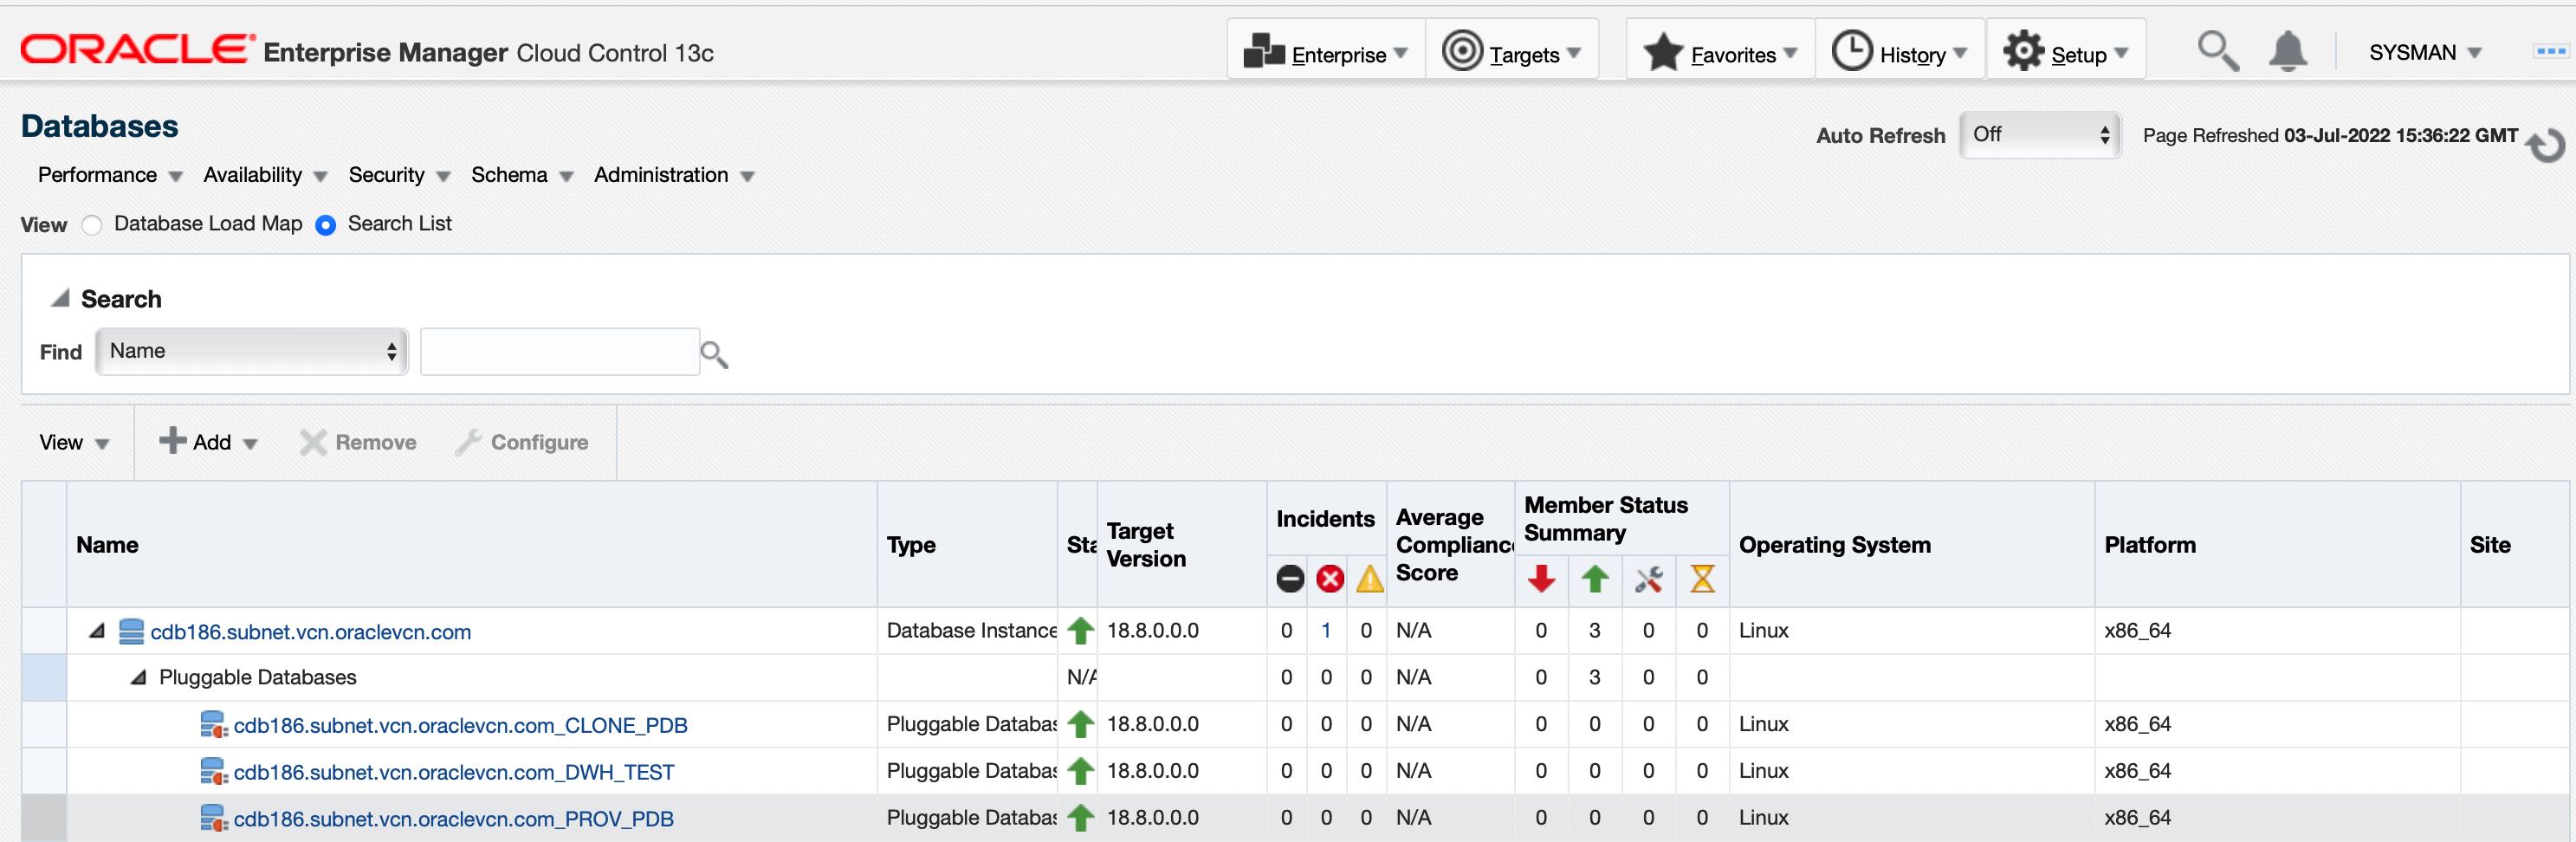 ORACLE Enterprise Manager Cloud Control 13c
Enterprise Targets Favorites History Setup SYSMAN
Databases
Auto Refresh Off Page Refreshed 03-Jul-2022 15:36:22 GMT
Performance Availability Security Schema Administration
View Database Load Map Search List
Search
Find Name
View Add Remove Configure
Name Type Sta Target Version Incidents Average Compliance Score Member Status Summary Operating System Platform Site
cdb186.subnet.vcn.oraclevcn.com Database Instance 18.8.0.0.0 0 1 0 N/A 0 3 0 0 Linux x86_64
Pluggable Databases N/A 0 0 0 N/A 0 3 0 0
cdb186.subnet.vcn.oraclevcn.com_CLONE_PDB Pluggable Databas 18.8.0.0.0 0 0 0 N/A 0 0 0 0 Linux x86_64
cdb186.subnet.vcn.oraclevcn.com_DWH_TEST Pluggable Databas 18.8.0.0.0 0 0 0 N/A 0 0 0 0 Linux x86_64
cdb186.subnet.vcn.oraclevcn.com_PROV_PDB Pluggable Databas 18.8.0.0.0 0 0 0 N/A 0 0 0 0 Linux x86_64